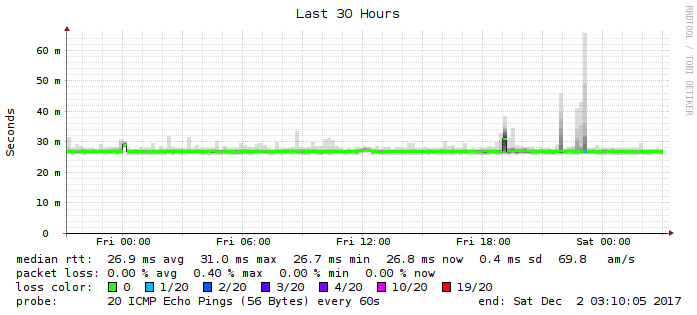 Last 30 Hours
RRDTOOL / TOBI OETIKER
Seconds
60 m
50 m
40 m
30 m
20 m
10 m
0
Fri 00:00 Fri 06:00 Fri 12:00 Fri 18:00 Sat 00:00
median rtt: 26.9 ms avg 31.0 ms max 26.7 ms min 26.8 ms now 0.4 ms sd 69.8 am/s
packet loss: 0.00 % avg 0.40 % max 0.00 % min 0.00 % now
loss color: 0 1/20 2/20 3/20 4/20 10/20 19/20
probe: 20 ICMP Echo Pings (56 Bytes) every 60s end: Sat Dec 2 03:10:05 2017